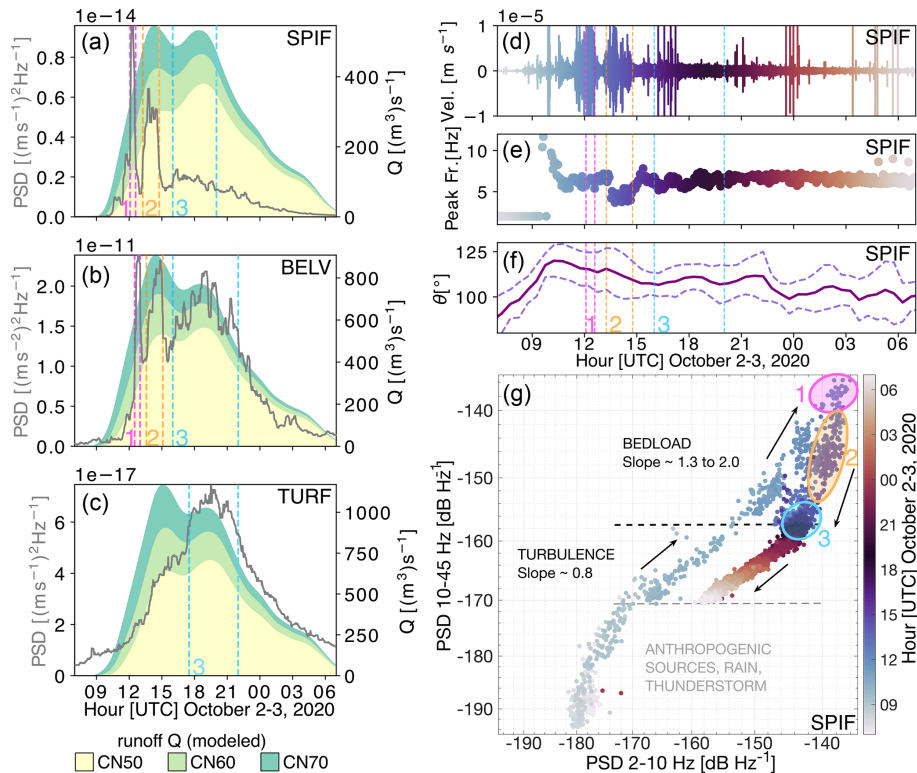 1e−14
(a)
SPIF
PSD [(ms⁻¹)²Hz⁻¹]
0.8
0.6
0.4
0.2
0.0
400
200
0
Q [(m³)s⁻¹]
1
2
3
1e−11
(b)
BELV
PSD [(ms⁻²)²Hz⁻¹
2.0
1.5
1.0
0.5
0.0
800
600
400
200
0
Q [(m³)s⁻¹]
1
2
3
1e−17
(c)
TURF
PSD [(ms⁻¹)²Hz⁻¹
6
4
2
0
1000
750
500
250
0
Q [(m³)s⁻¹]
3
09 12 15 18 21 00 03 06
Hour [UTC] October 2-3, 2020
runoff Q (modeled)
CN50 CN60 CN70
1e−5
(d)
SPIF
Vel. [m s⁻¹]
1
0
−1
(e)
SPIF
Peak Fr.[Hz]
10
5
(f)
SPIF
θ[°]
125
100
1
2
3
09 12 15 18 21 00 03 06
Hour [UTC] October 2-3, 2020
(g)
PSD 10-45 Hz [dB Hz⁻¹]
-140
-150
-160
-170
-180
-190
1
2
3
BEDLOAD
Slope ~ 1.3 to 2.0
TURBULENCE
Slope ~ 0.8
ANTHROPOGENIC
SOURCES, RAIN,
THUNDERSTORM
SPIF
-190 -180 -170 -160 -150 -140
PSD 2-10 Hz [dB Hz⁻¹]
06
03
00
21
18
15
12
09
Hour [UTC] October 2-3, 2020